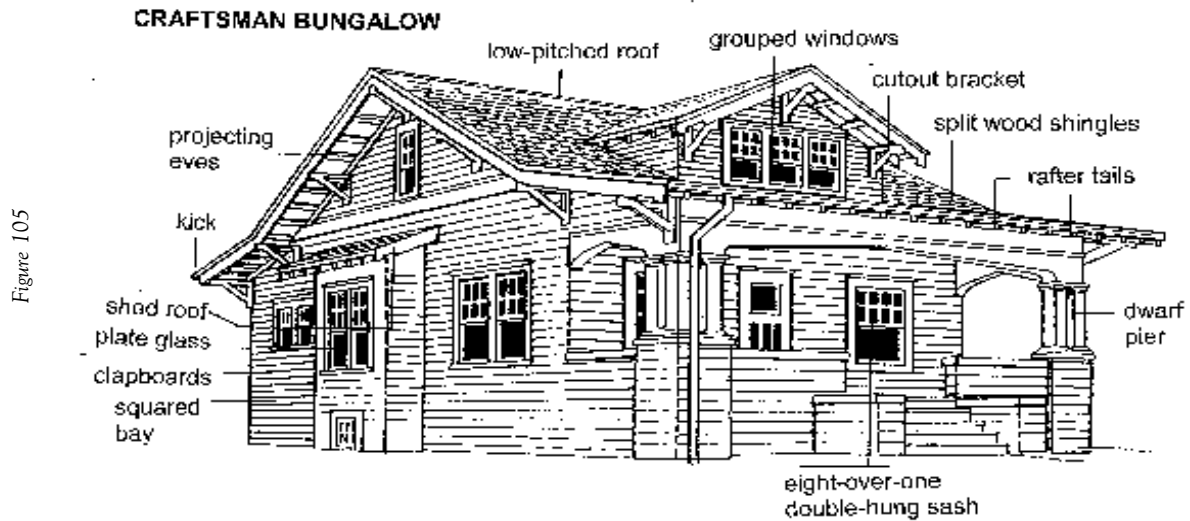 CRAFTSMAN BUNGALOW
low-pitched roof
grouped windows
cutout bracket
split wood shingles
rafter tails
projecting
eves
kick
Figure 105
shed roof
plate glass
clapboards
squared
bay
dwarf
pier
eight-over-one
double-hung sash